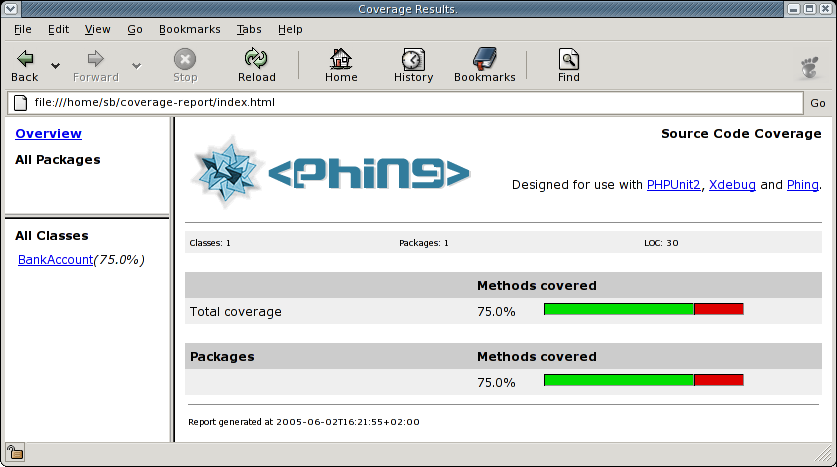 Coverage Results.
File Edit View Go Bookmarks Tabs Help
Back Forward Stop Reload Home History Bookmarks Find
file:///home/sb/coverage-report/index.html Go
Overview
All Packages
All Classes
BankAccount(75.0%)
<phing>
Source Code Coverage
Designed for use with PHPUnit2, Xdebug and Phing.
Classes: 1 Packages: 1 LOC: 30
Methods covered
Total coverage 75.0%
Packages Methods covered
75.0%
Report generated at 2005-06-02T16:21:55+02:00